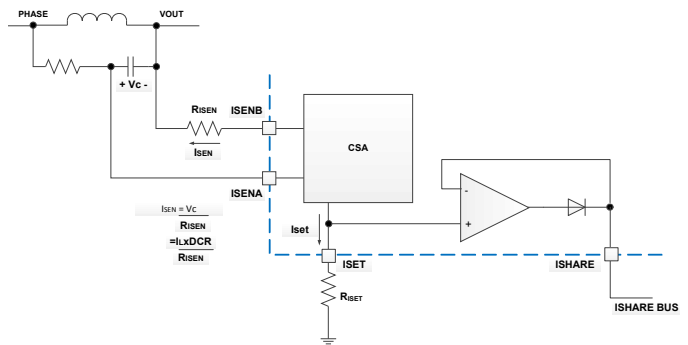 PHASE
VOUT
+ Vc -
RISEN
ISENB
ISEN
CSA
ISENA
ISEN = VC
RISEN
=ILxDCR
RISEN
Iset
-
+
ISET
ISHARE
RISET
ISHARE BUS